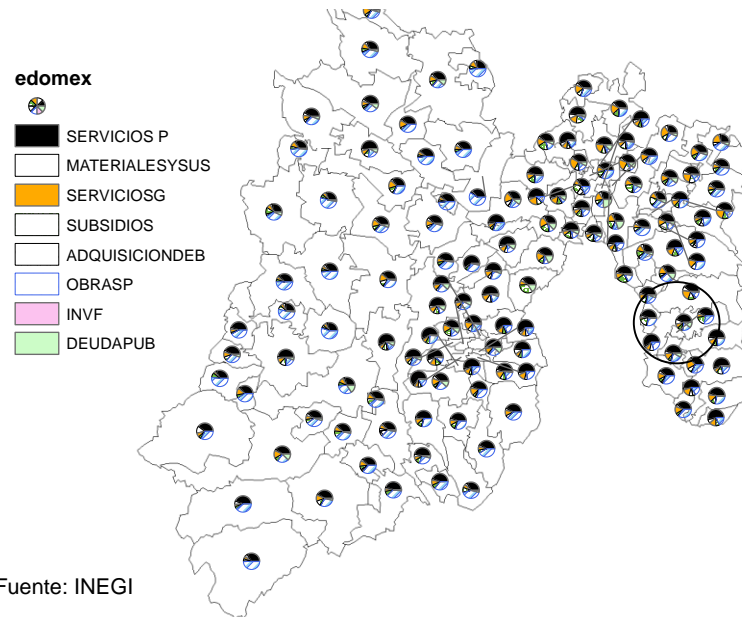 edomex
SERVICIOS P
MATERIALESYSUS
SERVICIOSG
SUBSIDIOS
ADQUISICIONDEB
OBRASP
INVF
DEUDAPUB
Fuente: INEGI